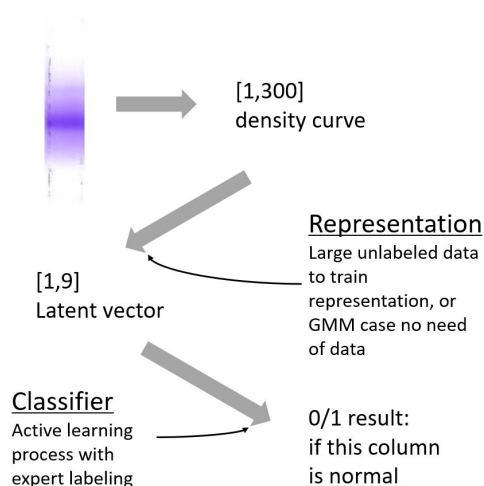 [1,300]
density curve
Representation
Large unlabeled data
to train
representation, or
GMM case no need
of data
[1,9]
Latent vector
Classifier
Active learning
process with
expert labeling
0/1 result:
if this column
is normal